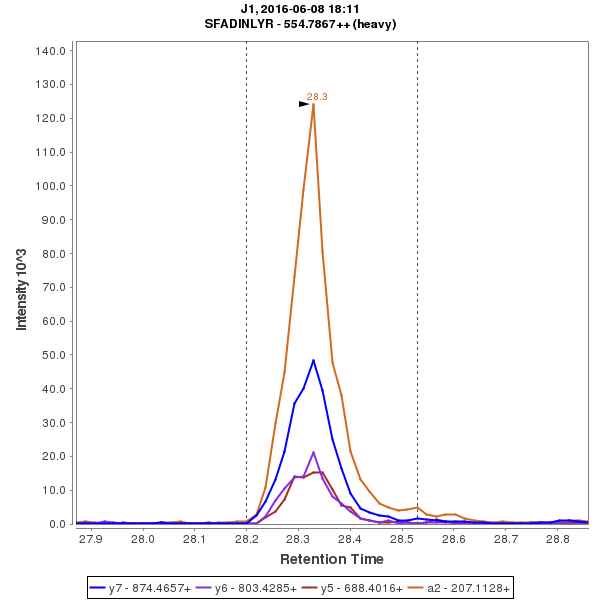 J1, 2016-06-08 18:11
SFADINLYR - 554.7867++ (heavy)
140.0
130.0
120.0
110.0
100.0
90.0
80.0
70.0
60.0
50.0
40.0
30.0
20.0
10.0
0.0
Intensity 10^3
28.3
27.9 28.0 28.1 28.2 28.3 28.4 28.5 28.6 28.7 28.8
Retention Time
y7 - 874.4657+ y6 - 803.4285+ y5 - 688.4016+ a2 - 207.1128+